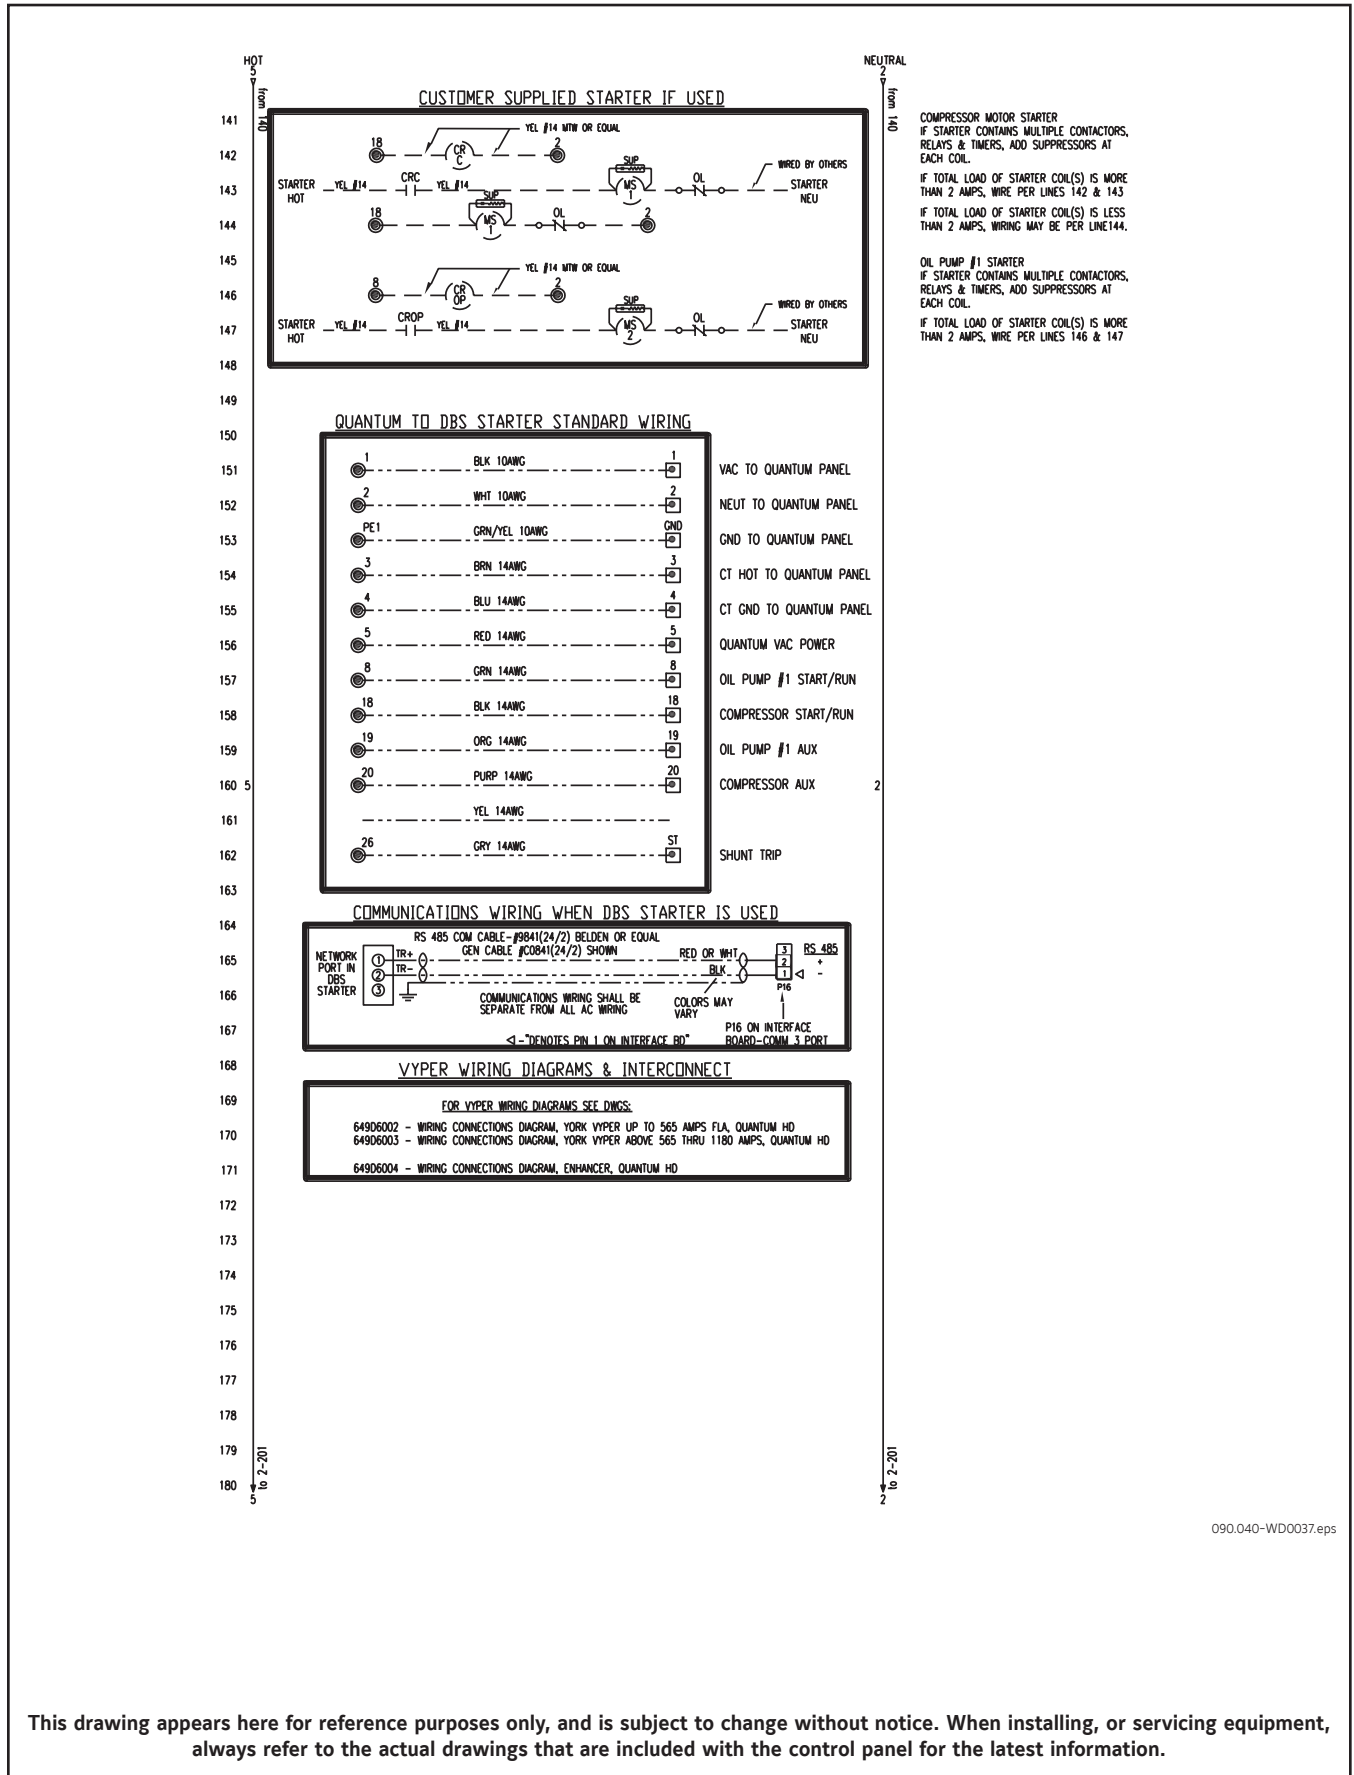 HOT
5
from 140
NEUTRAL
2
from 140
CUSTOMER SUPPLIED STARTER IF USED
141
YEL #14 MTW OR EQUAL
142
18
CR
C
2
143
STARTER
HOT
YEL #14
CRC
YEL #14
SUP
MS
1
OL
WIRED BY OTHERS
STARTER
NEU
144
18
SUP
MS
1
OL
2
145
YEL #14 MTW OR EQUAL
146
8
CR
OP
2
147
STARTER
HOT
YEL #14
CROP
YEL #14
SUP
MS
2
OL
WIRED BY OTHERS
STARTER
NEU
148
COMPRESSOR MOTOR STARTER
IF STARTER CONTAINS MULTIPLE CONTACTORS,
RELAYS & TIMERS, ADD SUPPRESSORS AT
EACH COIL.
IF TOTAL LOAD OF STARTER COIL(S) IS MORE
THAN 2 AMPS, WIRE PER LINES 142 & 143
IF TOTAL LOAD OF STARTER COIL(S) IS LESS
THAN 2 AMPS, WIRING MAY BE PER LINE144.
OIL PUMP #1 STARTER
IF STARTER CONTAINS MULTIPLE CONTACTORS,
RELAYS & TIMERS, ADD SUPPRESSORS AT
EACH COIL.
IF TOTAL LOAD OF STARTER COIL(S) IS MORE
THAN 2 AMPS, WIRE PER LINES 146 & 147
149
QUANTUM TO DBS STARTER STANDARD WIRING
150
151 1 BLK 10AWG 1 VAC TO QUANTUM PANEL
152 2 WHT 10AWG 2 NEUT TO QUANTUM PANEL
153 PE1 GRN/YEL 10AWG GND GND TO QUANTUM PANEL
154 3 BRN 14AWG 3 CT HOT TO QUANTUM PANEL
155 4 BLU 14AWG 4 CT GND TO QUANTUM PANEL
156 5 RED 14AWG 5 QUANTUM VAC POWER
157 8 GRN 14AWG 8 OIL PUMP #1 START/RUN
158 18 BLK 14AWG 18 COMPRESSOR START/RUN
159 19 ORG 14AWG 19 OIL PUMP #1 AUX
160 5 20 PURP 14AWG 20 COMPRESSOR AUX 2
161 YEL 14AWG
162 26 GRY 14AWG ST SHUNT TRIP
163
COMMUNICATIONS WIRING WHEN DBS STARTER IS USED
164
RS 485 COM CABLE-#9841(24/2) BELDEN OR EQUAL
GEN CABLE #C0841(24/2) SHOWN
165
NETWORK
PORT IN
DBS
STARTER
1
2
3
TR+
TR-
RED OR WHT
BLK
3
2
1
P16
RS 485
+
-
166
COMMUNICATIONS WIRING SHALL BE
SEPARATE FROM ALL AC WIRING
COLORS MAY
VARY
167
-"DENOTES PIN 1 ON INTERFACE BD"
P16 ON INTERFACE
BOARD-COMM 3 PORT
168
VYPER WIRING DIAGRAMS & INTERCONNECT
169
FOR VYPER WIRING DIAGRAMS SEE DWGS:
170
649D6002 - WIRING CONNECTIONS DIAGRAM, YORK VYPER UP TO 565 AMPS FLA, QUANTUM HD
649D6003 - WIRING CONNECTIONS DIAGRAM, YORK VYPER ABOVE 565 THRU 1180 AMPS, QUANTUM HD
171
649D6004 - WIRING CONNECTIONS DIAGRAM, ENHANCER, QUANTUM HD
172
173
174
175
176
177
178
179
180
to 2-201
5
to 2-201
2
090.040-WD0037.eps
This drawing appears here for reference purposes only, and is subject to change without notice. When installing, or servicing equipment,
always refer to the actual drawings that are included with the control panel for the latest information.